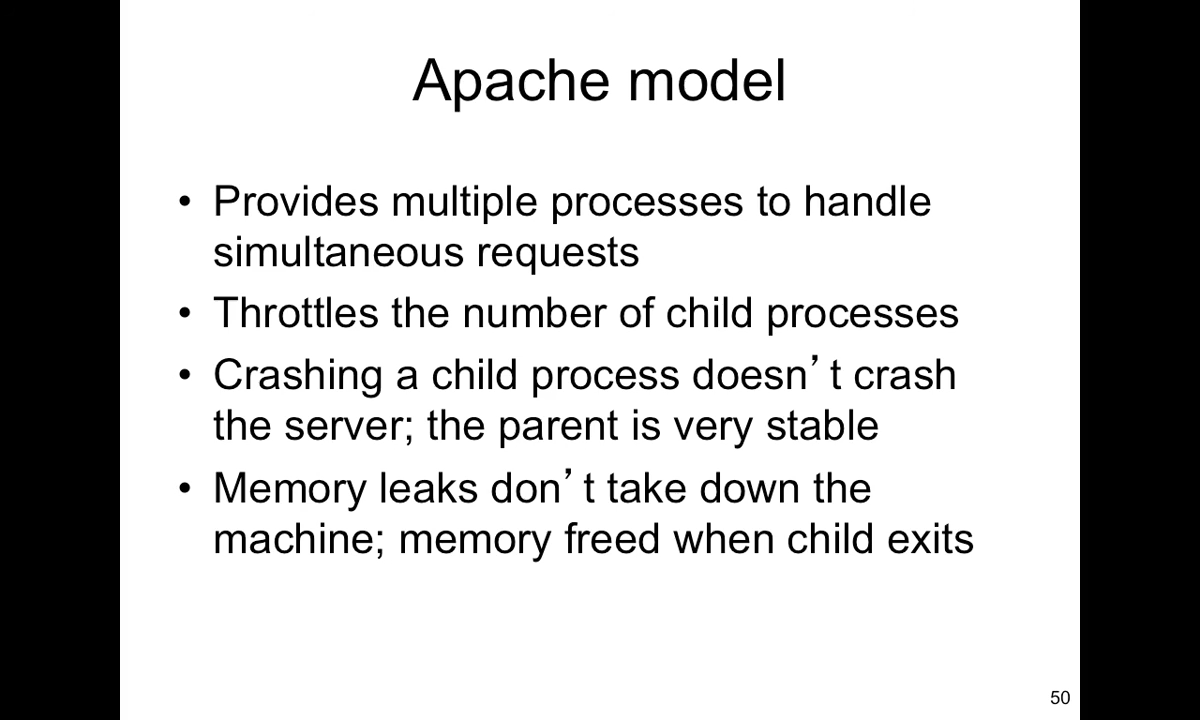 Apache model
• Provides multiple processes to handle
simultaneous requests
• Throttles the number of child processes
• Crashing a child process doesn’t crash
the server; the parent is very stable
• Memory leaks don’t take down the
machine; memory freed when child exits
50